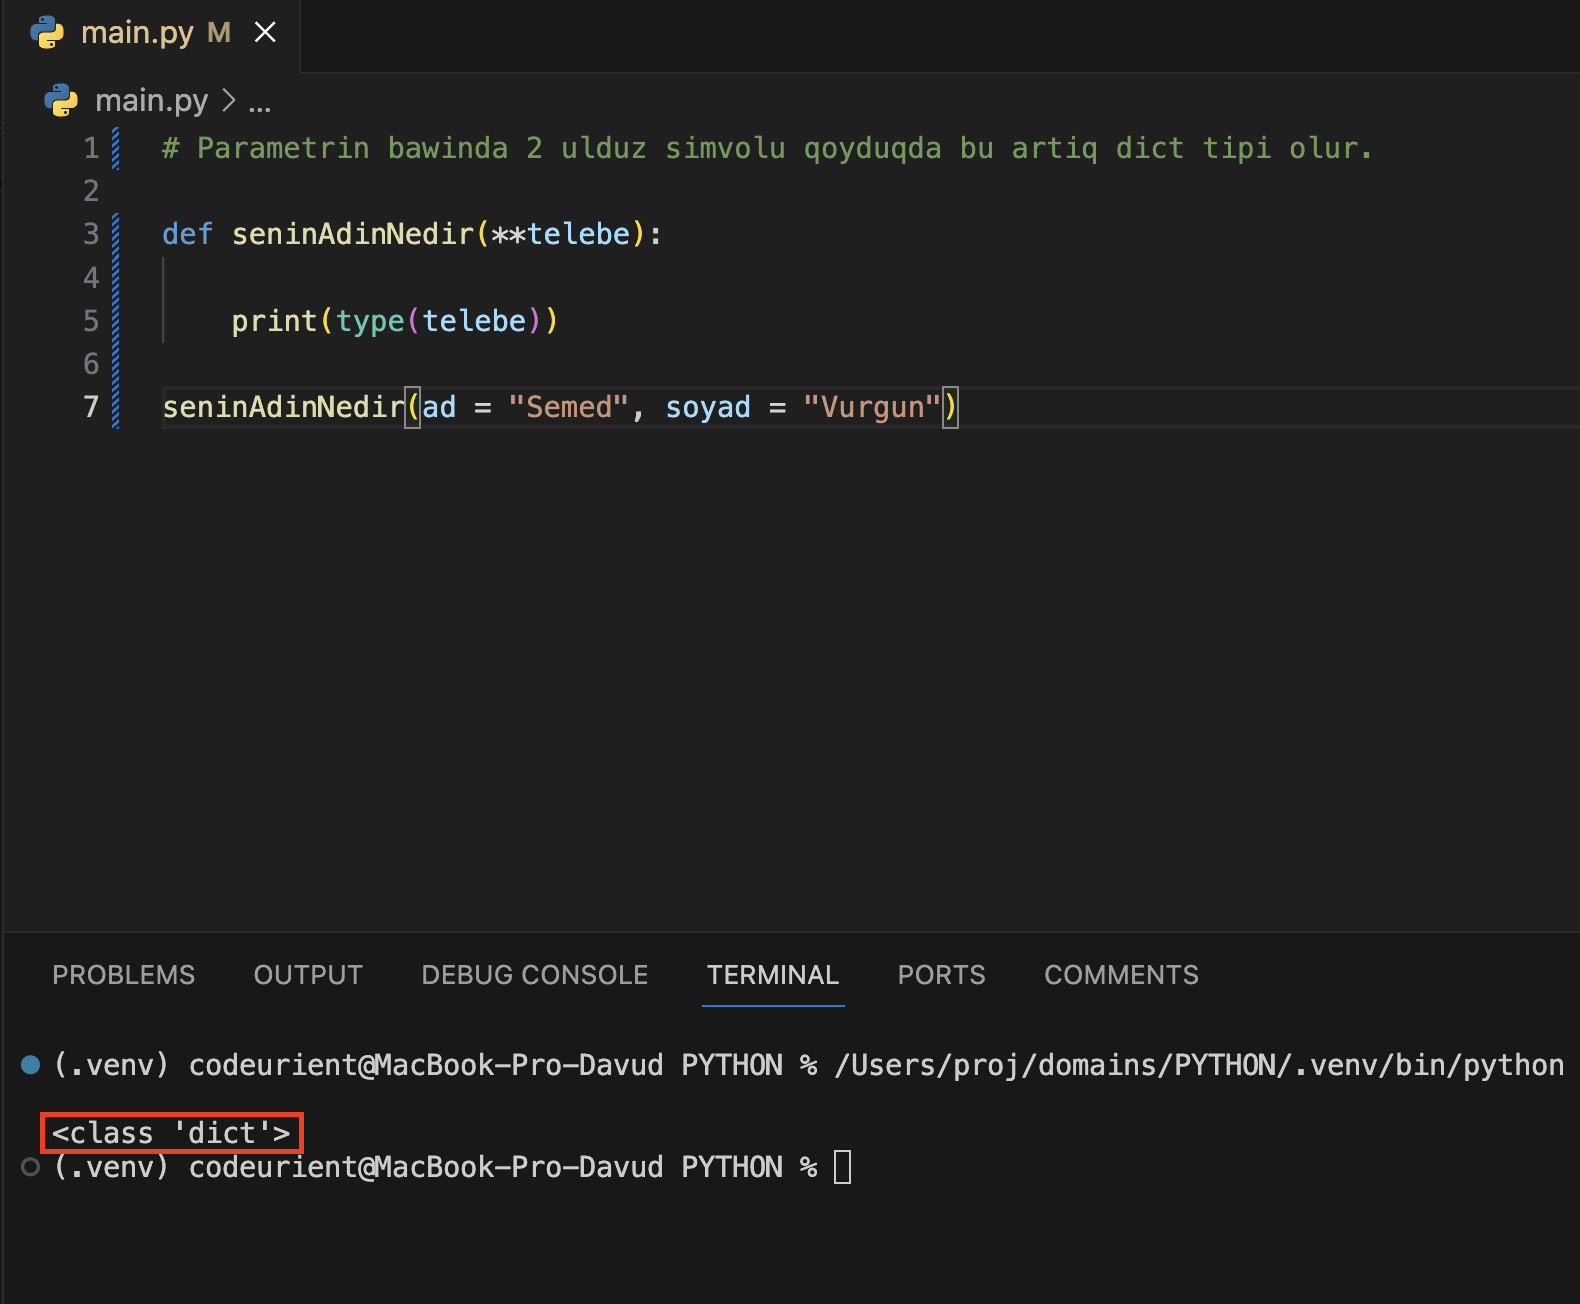 main.py M
main.py > ...
1 # Parametrin bawinda 2 ulduz simvolu qoyduqda bu artiq dict tipi olur.
2
3 def seninAdinNedir(**telebe):
4
5 print(type(telebe))
6
7 seninAdinNedir(ad = "Semed", soyad = "Vurgun")
PROBLEMS OUTPUT DEBUG CONSOLE TERMINAL PORTS COMMENTS
(.venv) codeurient@MacBook-Pro-Davud PYTHON % /Users/proj/domains/PYTHON/.venv/bin/python
<class 'dict'>
(.venv) codeurient@MacBook-Pro-Davud PYTHON %